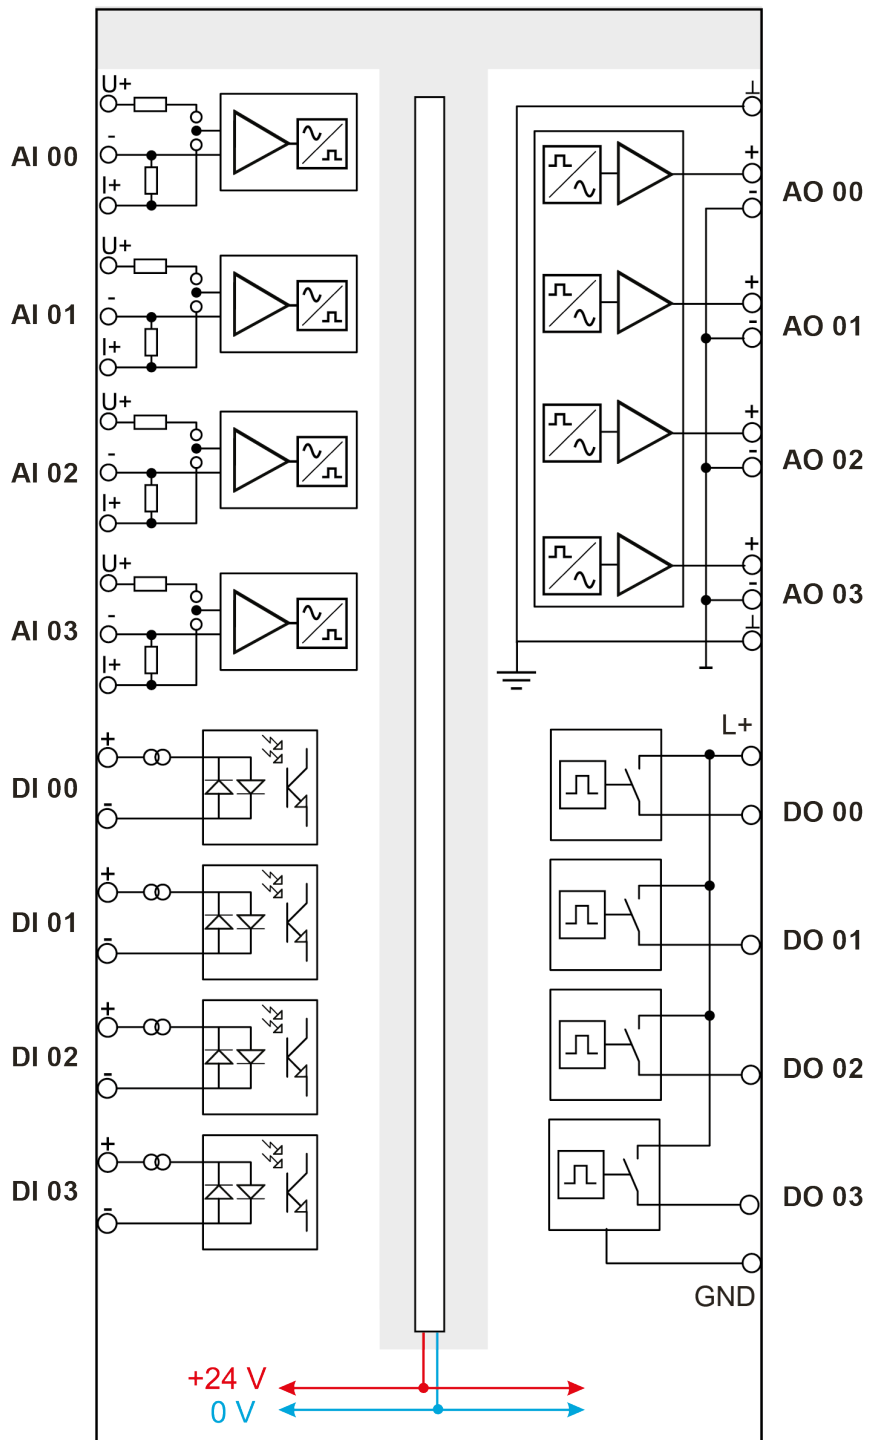 U+
-
AI 00
I+
U+
-
AI 01
I+
U+
-
AI 02
I+
U+
-
AI 03
I+
+
DI 00
-
+
DI 01
-
+
DI 02
-
+
DI 03
-
⊥
+
AO 00
-
+
AO 01
-
+
AO 02
-
+
AO 03
-
⊥
L+
DO 00
DO 01
DO 02
DO 03
GND
+24 V
0 V